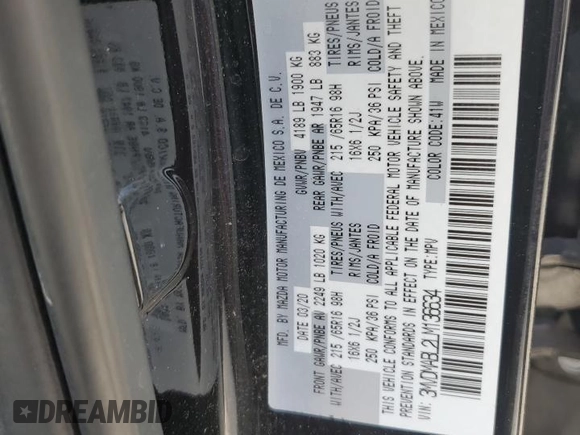 MFD. BY MAZDA MOTOR MANUFACTURING DE MEXICO S.A. DE C.V.
DATE 03/20 GVWR/PNBV 4189 LB 1900 KG
FRONT GAWR/PNBE AV 2249 LB 1020 KG REAR GAWR/PNBE AR 1947 LB 883 KG
WITH/AVEC 215 /65R16 98H TIRES/PNEUS WITH/AVEC 215 /65R16 98H TIRES/PNEUS
16X6 1/2J RIMS/JANTES 16X6 1/2J RIMS/JANTES
250 KPA/36 PSI COLD/A FROID 250 KPA/36 PSI COLD/A FROID
THIS VEHICLE CONFORMS TO ALL APPLICABLE FEDERAL MOTOR VEHICLE SAFETY AND THEFT
PREVENTION STANDARDS IN EFFECT ON THE DATE OF MANUFACTURE SHOWN ABOVE.
VIN: 3MVDMABL2LM136634 TYPE:MPV COLOR CODE: 41W MADE IN MEXICO
DREAMBID